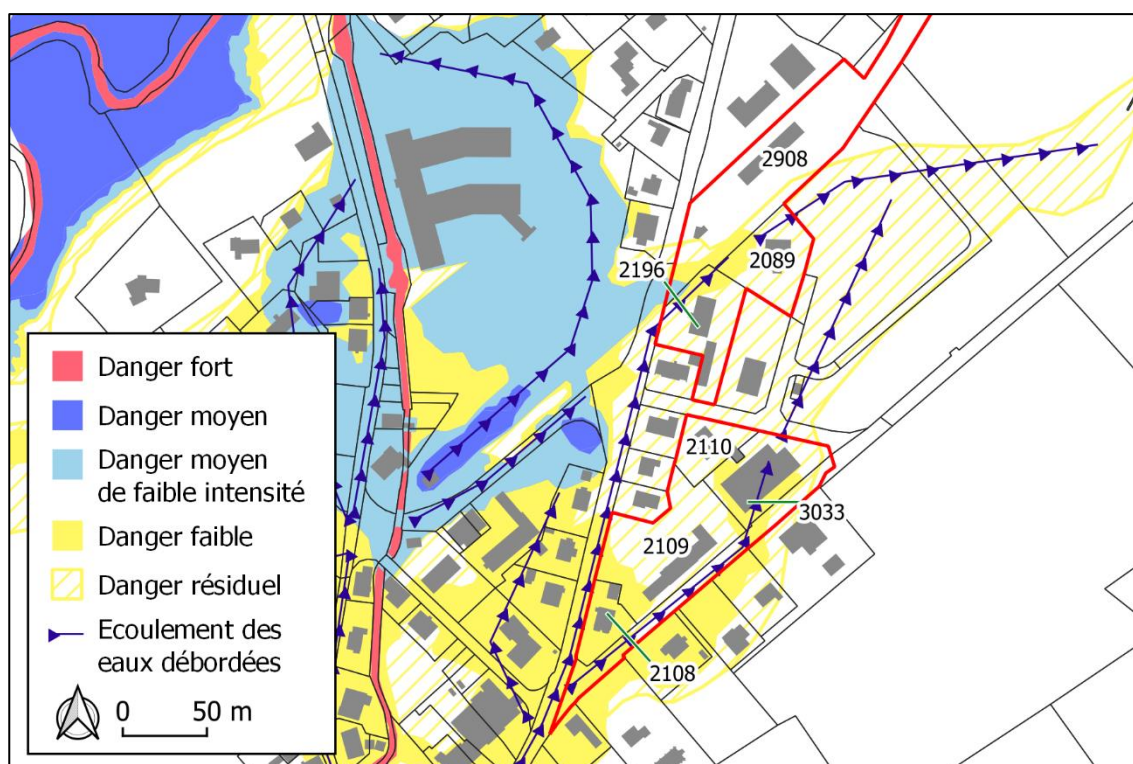 2908
2196
2089
2110
3033
2109
2108
Danger fort
Danger moyen
Danger moyen
de faible intensité
Danger faible
Danger résiduel
Ecoulement des
eaux débordées
0 50 m